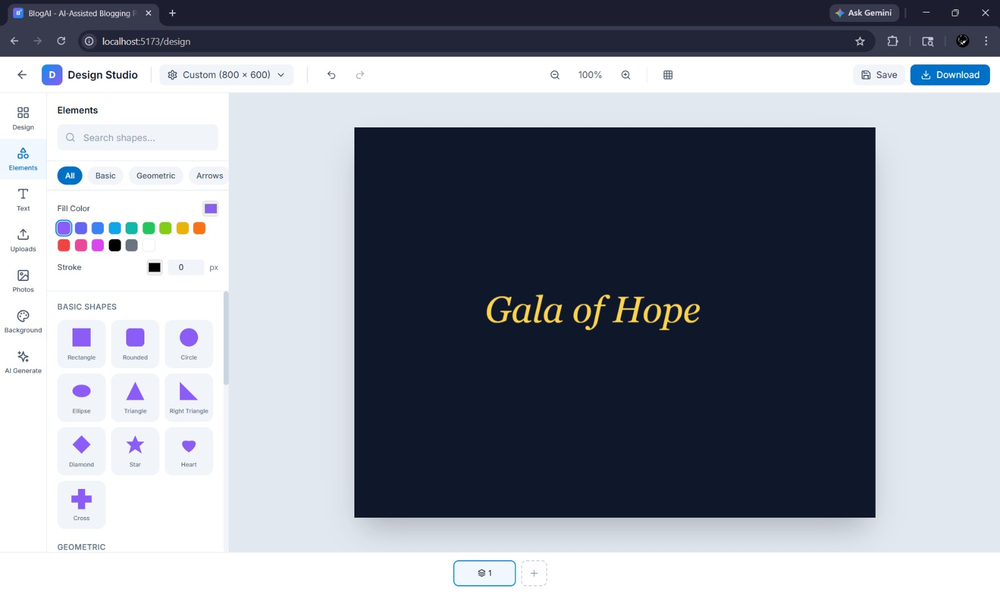 BlogAI - AI-Assisted Blogging P
Ask Gemini
localhost:5173/design
D Design Studio
Custom (800 × 600)
100%
Save
Download
Design
Elements
Text
Uploads
Photos
Background
AI Generate
Elements
Search shapes...
All Basic Geometric Arrows
Fill Color
Stroke 0 px
BASIC SHAPES
Rectangle Rounded Circle
Ellipse Triangle Right Triangle
Diamond Star Heart
Cross
GEOMETRIC
Gala of Hope
1